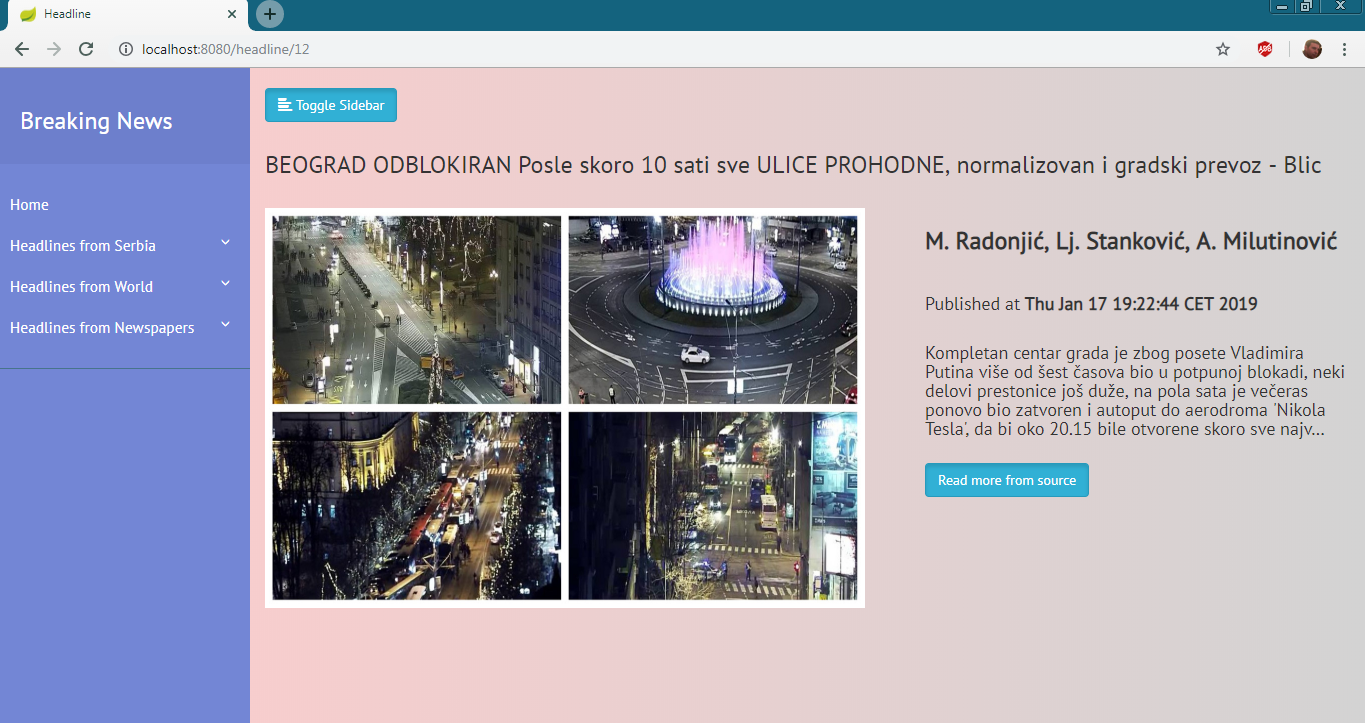 Headline
localhost:8080/headline/12
ABP
Breaking News
Home
Headlines from Serbia
Headlines from World
Headlines from Newspapers
Toggle Sidebar
BEOGRAD ODBLOKIRAN Posle skoro 10 sati sve ULICE PROHODNE, normalizovan i gradski prevoz - Blic
M. Radonjić, Lj. Stanković, A. Milutinović
Published at Thu Jan 17 19:22:44 CET 2019
Kompletan centar grada je zbog posete Vladimira
Putina više od šest časova bio u potpunoj blokadi, neki
delovi prestonice još duže, na pola sata je večeras
ponovo bio zatvoren i autoput do aerodroma 'Nikola
Tesla', da bi oko 20.15 bile otvorene skoro sve najv...
Read more from source